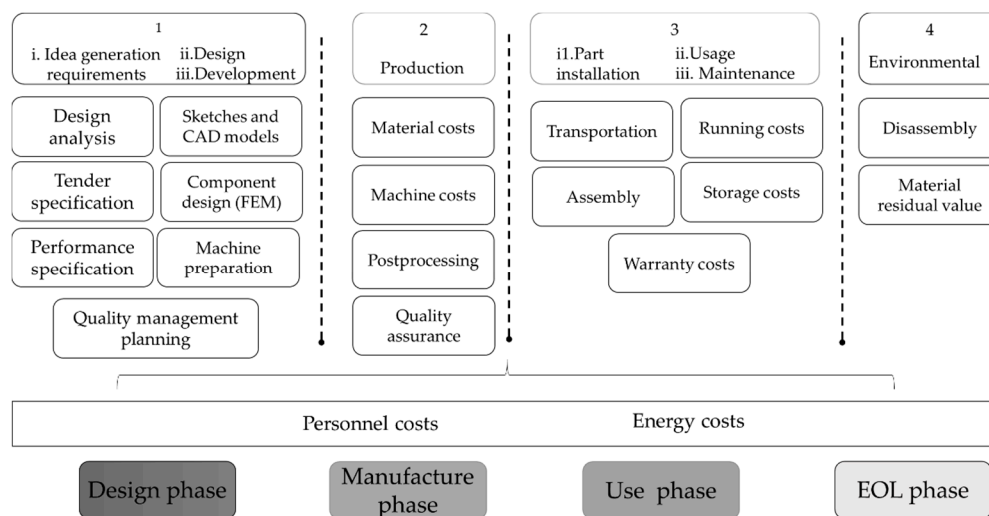 1
i. Idea generation
requirements
ii.Design
iii.Development
Design
analysis
Sketches and
CAD models
Tender
specification
Component
design (FEM)
Performance
specification
Machine
preparation
Quality management
planning
2
Production
Material costs
Machine costs
Postprocessing
Quality
assurance
3
i1.Part
installation
ii.Usage
iii. Maintenance
Transportation
Running costs
Assembly
Storage costs
Warranty costs
4
Environmental
Disassembly
Material
residual value
Personnel costs
Energy costs
Design phase
Manufacture
phase
Use phase
EOL phase